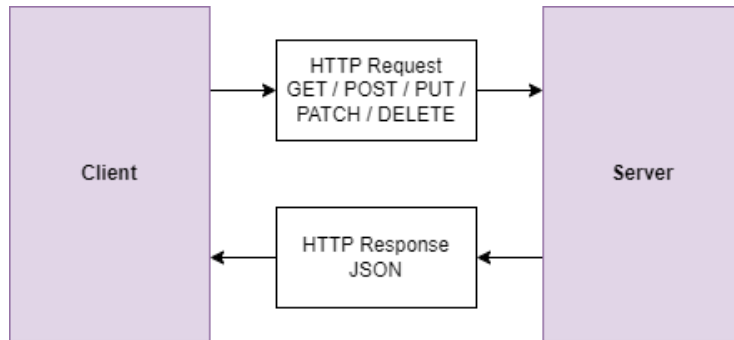 Client
HTTP Request
GET / POST / PUT /
PATCH / DELETE
Server
HTTP Response
JSON